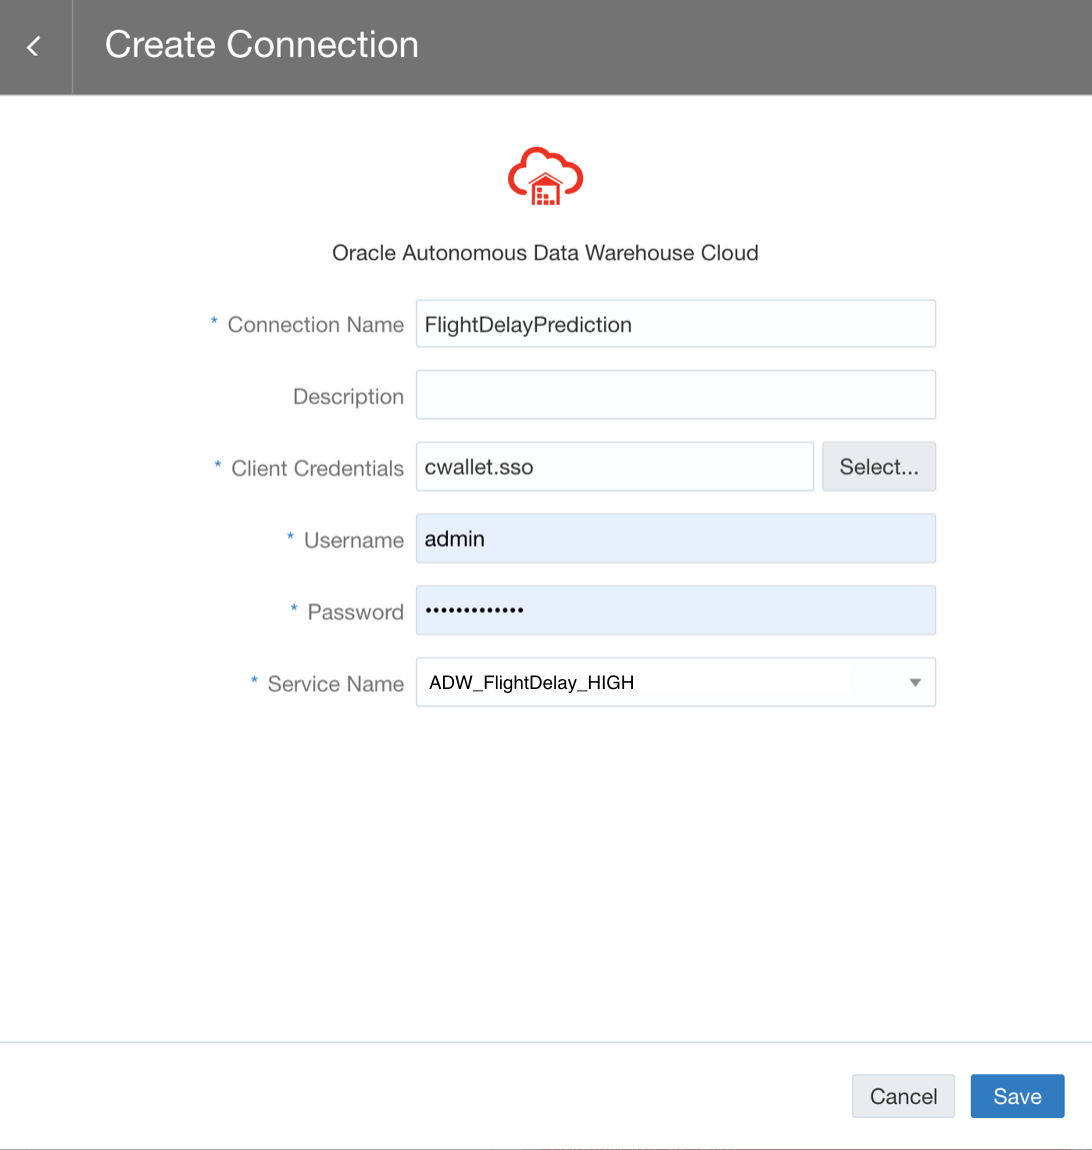 Create Connection
Oracle Autonomous Data Warehouse Cloud
* Connection Name FlightDelayPrediction
Description
* Client Credentials cwallet.sso Select...
* Username admin
* Password •••••••••••••
* Service Name ADW_FlightDelay_HIGH
Cancel Save